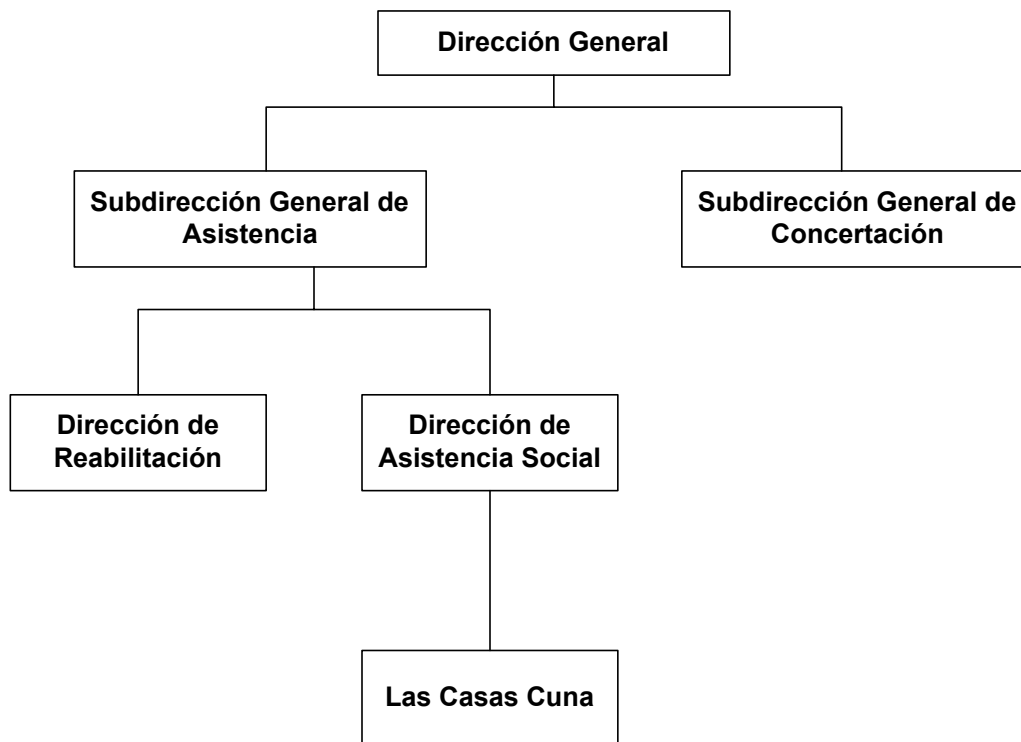 Dirección General
Subdirección General de
Asistencia
Subdirección General de
Concertación
Dirección de
Reabilitación
Dirección de
Asistencia Social
Las Casas Cuna